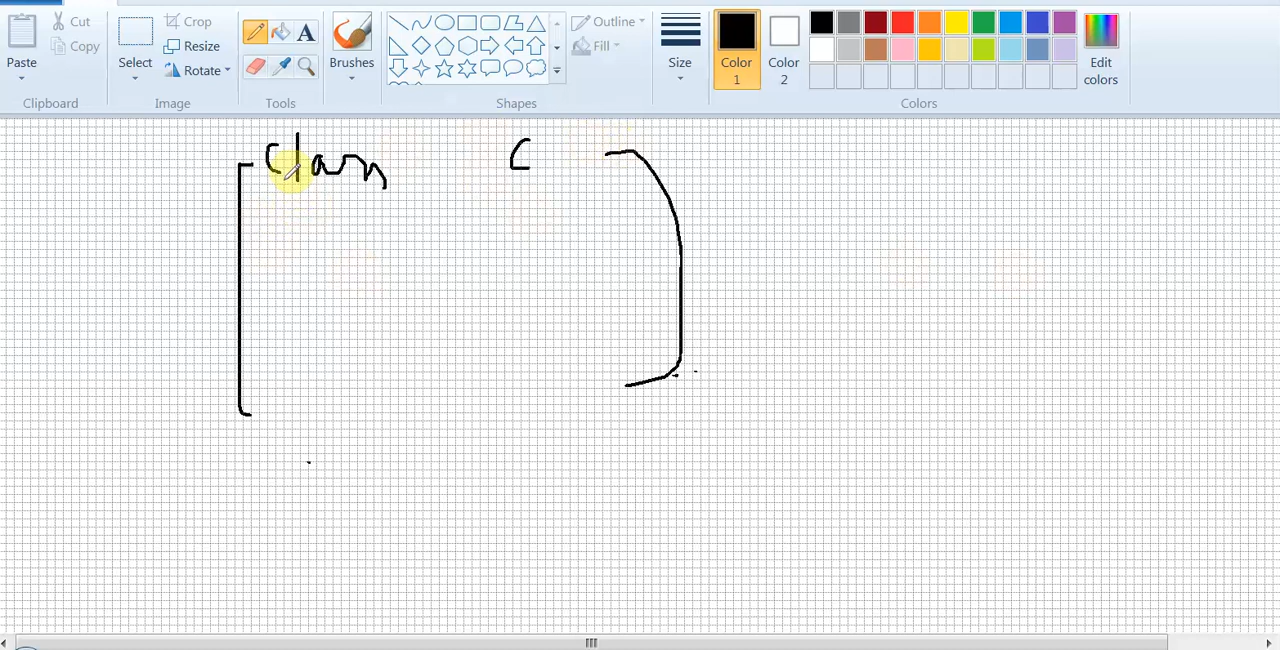 Cut
Copy
Paste
Clipboard
Crop
Resize
Rotate
Select
Image
A
Tools
Brushes
Outline
Fill
Shapes
Size
Color 1
Color 2
Edit colors
Colors
C